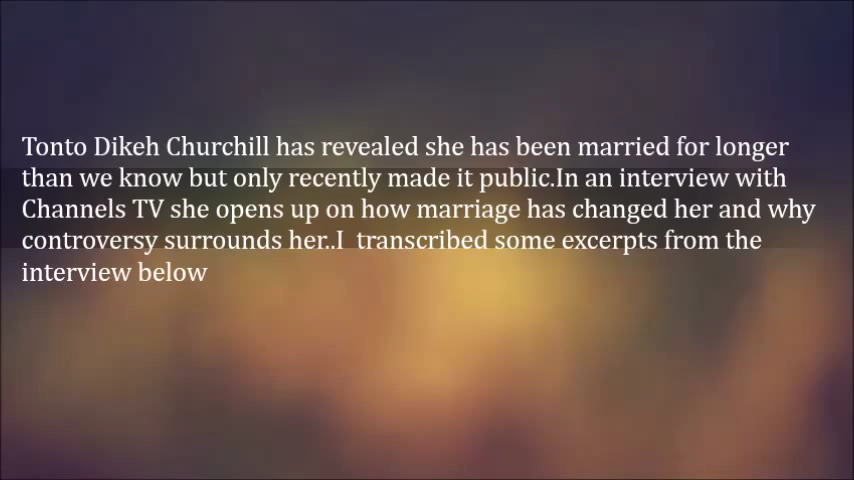 Tonto Dikeh Churchill has revealed she has been married for longer
than we know but only recently made it public.In an interview with
Channels TV she opens up on how marriage has changed her and why
controversy surrounds her..I  transcribed some excerpts from the
interview below